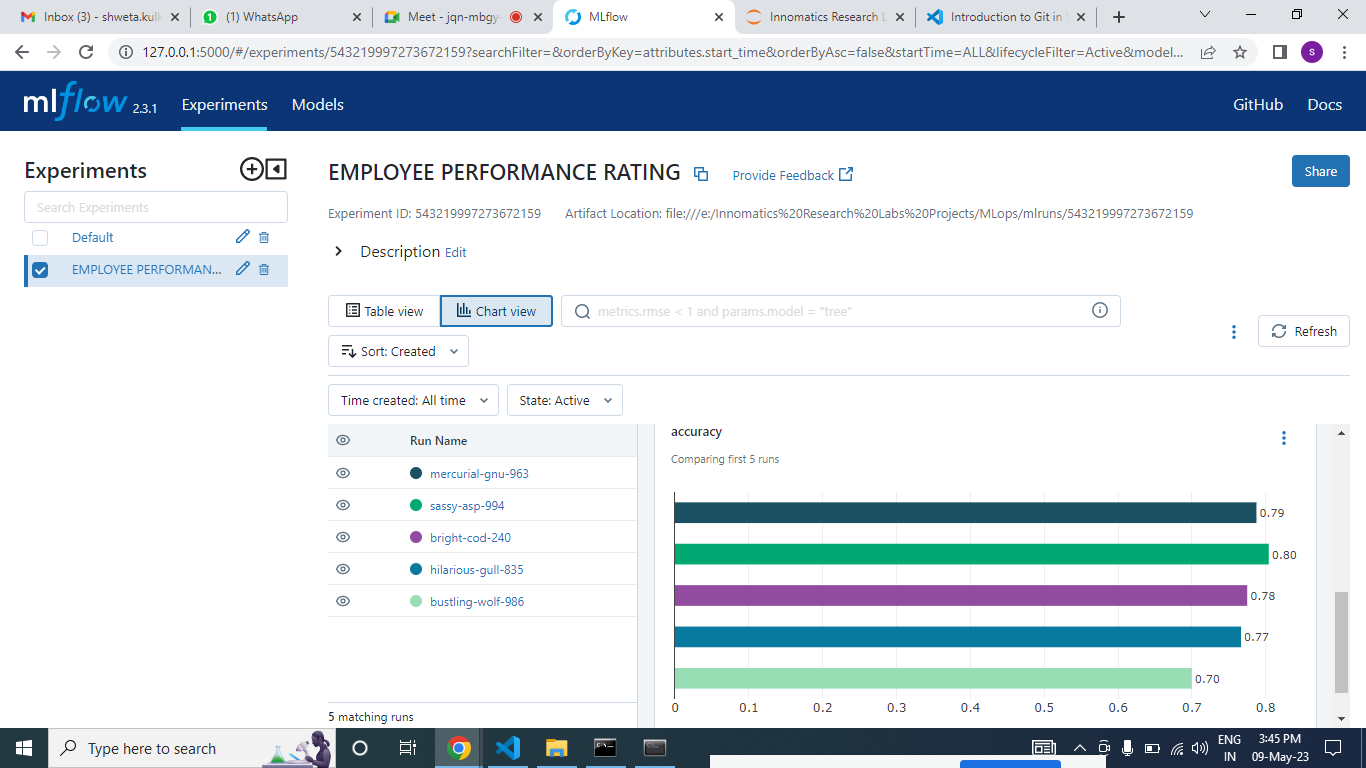 Inbox (3) - shweta.kulk
(1) WhatsApp
Meet - jqn-mbgy-
MLflow
Innomatics Research L
Introduction to Git in
127.0.0.1:5000/#/experiments/543219997273672159?searchFilter=&orderByKey=attributes.start_time&orderByAsc=false&startTime=ALL&lifecycleFilter=Active&model...
s
mlflow 2.3.1
Experiments
Models
GitHub
Docs
Experiments
Search Experiments
Default
EMPLOYEE PERFORMAN...
EMPLOYEE PERFORMANCE RATING
Provide Feedback
Share
Experiment ID: 543219997273672159
Artifact Location: file:///e:/Innomatics%20Research%20Labs%20Projects/MLops/mlruns/543219997273672159
Description Edit
Table view
Chart view
metrics.rmse < 1 and params.model = "tree"
Refresh
Sort: Created
Time created: All time
State: Active
Run Name
mercurial-gnu-963
sassy-asp-994
bright-cod-240
hilarious-gull-835
bustling-wolf-986
5 matching runs
accuracy
Comparing first 5 runs
0.79
0.80
0.78
0.77
0.70
0 0.1 0.2 0.3 0.4 0.5 0.6 0.7 0.8
Type here to search
ENG
IN
3:45 PM
09-May-23